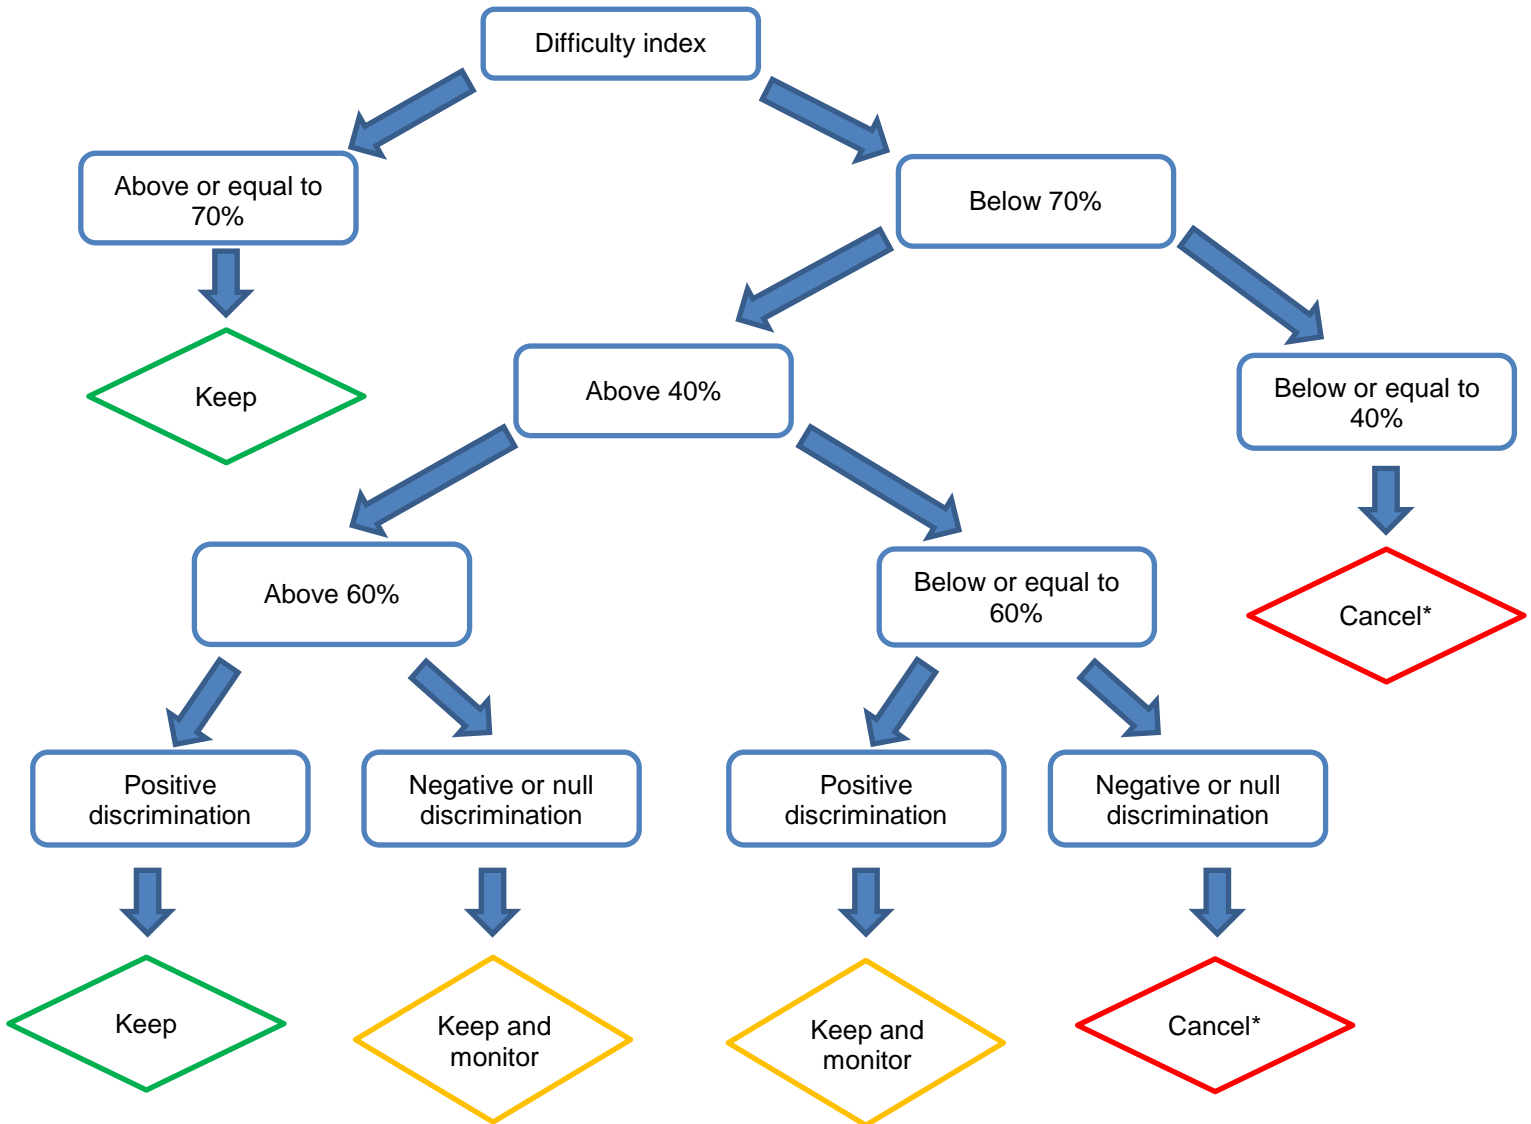 Difficulty index
Above or equal to
70%
Below 70%
Keep
Above 40%
Below or equal to
40%
Above 60%
Below or equal to
60%
Cancel*
Positive
discrimination
Negative or null
discrimination
Positive
discrimination
Negative or null
discrimination
Keep
Keep and
monitor
Keep and
monitor
Cancel*